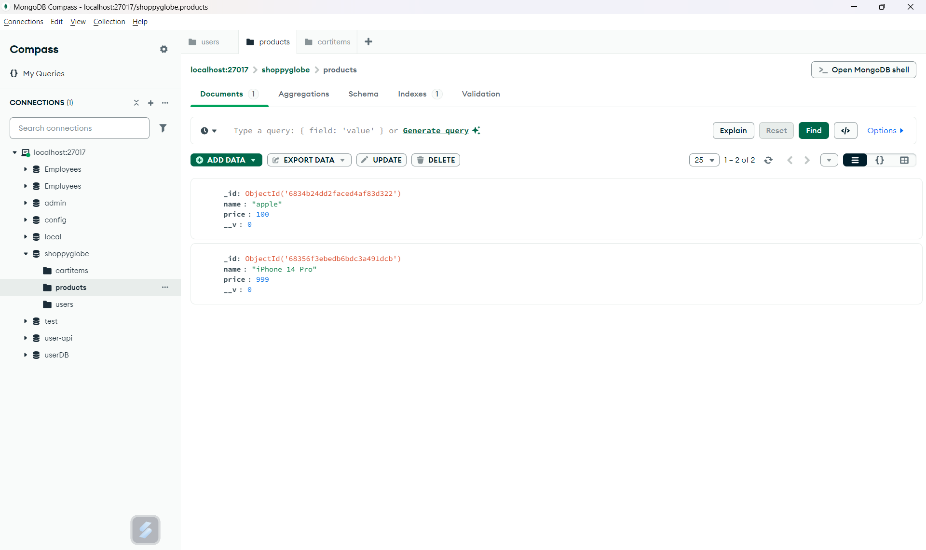 MongoDB Compass - localhost:27017/shoppyglobe.products
Connections Edit View Collection Help
Compass
{} My Queries
CONNECTIONS (1)
Search connections
localhost:27017
Employees
Empluyees
admin
config
local
shoppyglobe
cartitems
products
users
test
user-api
userDB
users
products
cartitems
localhost:27017 > shoppyglobe > products
>_ Open MongoDB shell
Documents 1
Aggregations
Schema
Indexes 1
Validation
Type a query: { field: 'value' } or Generate query
Explain
Reset
Find
</>
Options
ADD DATA
EXPORT DATA
UPDATE
DELETE
25
1 – 2 of 2
{}
_id: ObjectId('6834b24dd2faced4af83d322')
name: "apple"
price: 100
__v: 0
_id: ObjectId('68356f3ebedb6bdc3a491dcb')
name: "iPhone 14 Pro"
price: 999
__v: 0